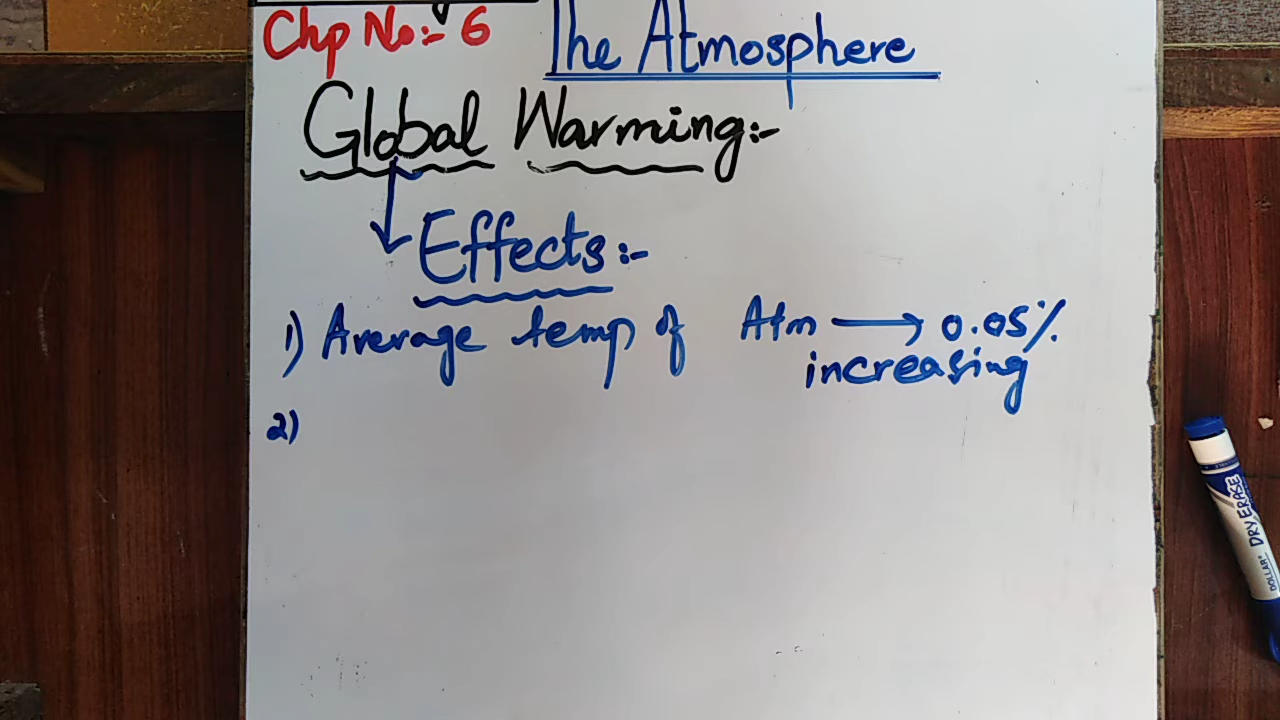 Chp No:- 6 The Atmosphere
Global Warming:-
Effects:-
1) Average temp of Atm → 0.05%
increasing
2)
DOLLAR® DRY ERASE